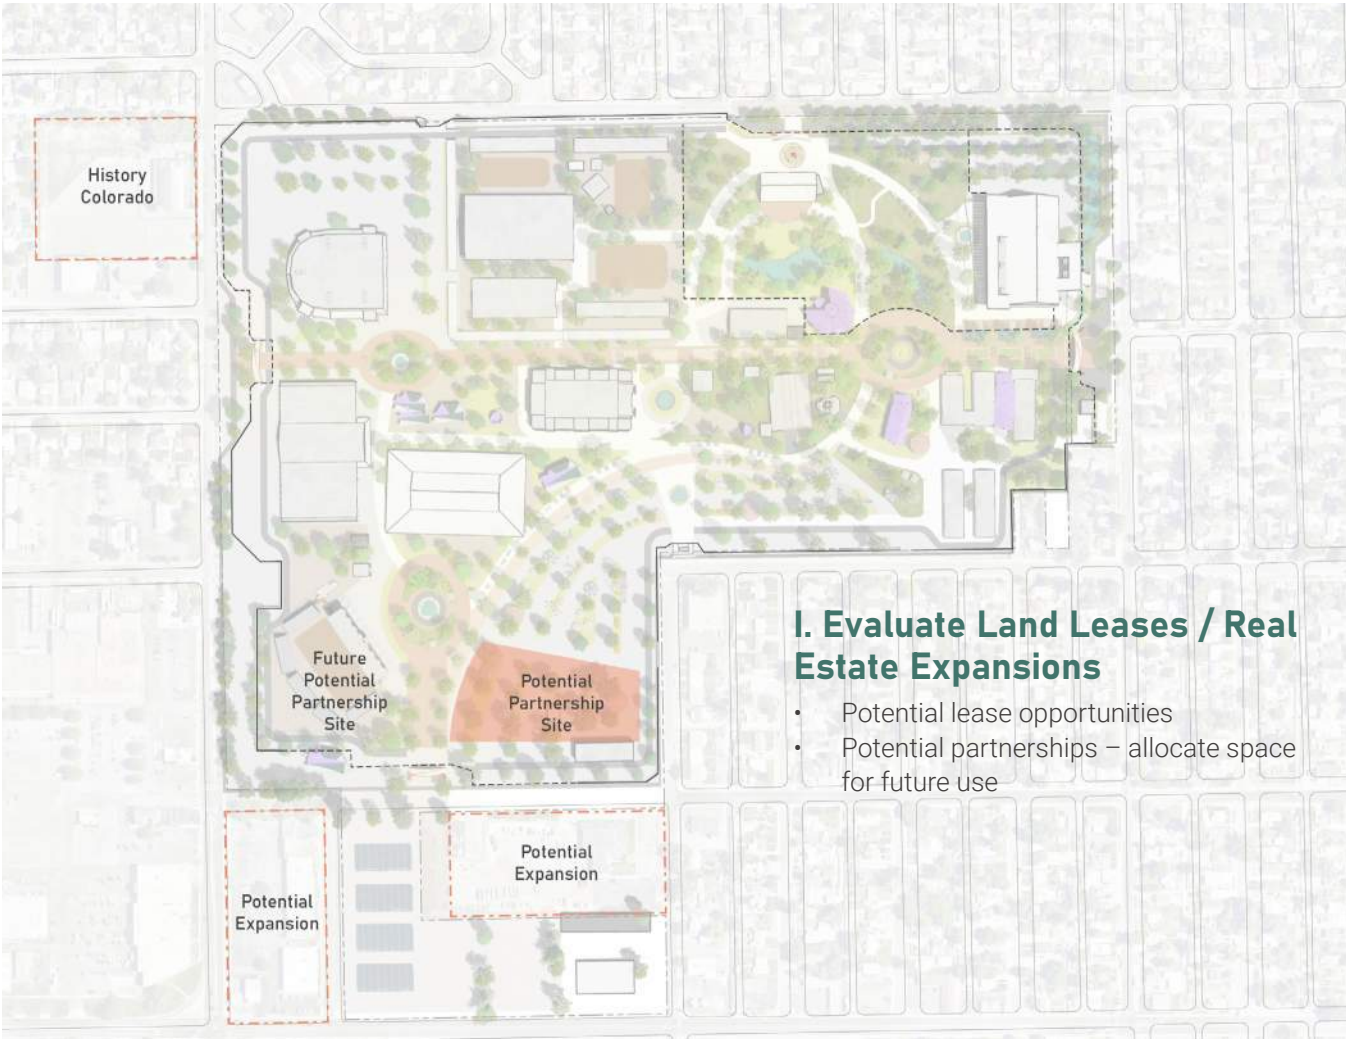 History
Colorado
Future
Potential
Partnership
Site
Potential
Partnership
Site
I. Evaluate Land Leases / Real
Estate Expansions
• Potential lease opportunities
• Potential partnerships – allocate space
for future use
Potential
Expansion
Potential
Expansion